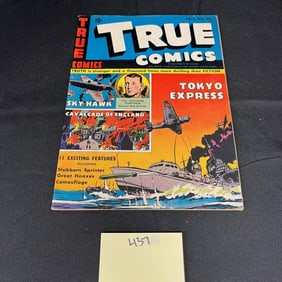 TRUE
COMICS
TRUE
COMICS
TRUTH is stranger and a thousand times more thrilling than FICTION
SKY HAWK
TOKYO
EXPRESS
CAVALCADE OF ENGLAND
11 EXCITING FEATURES
INCLUDING
Stubborn Sprinter
Great Hoaxes
Camouflage
437